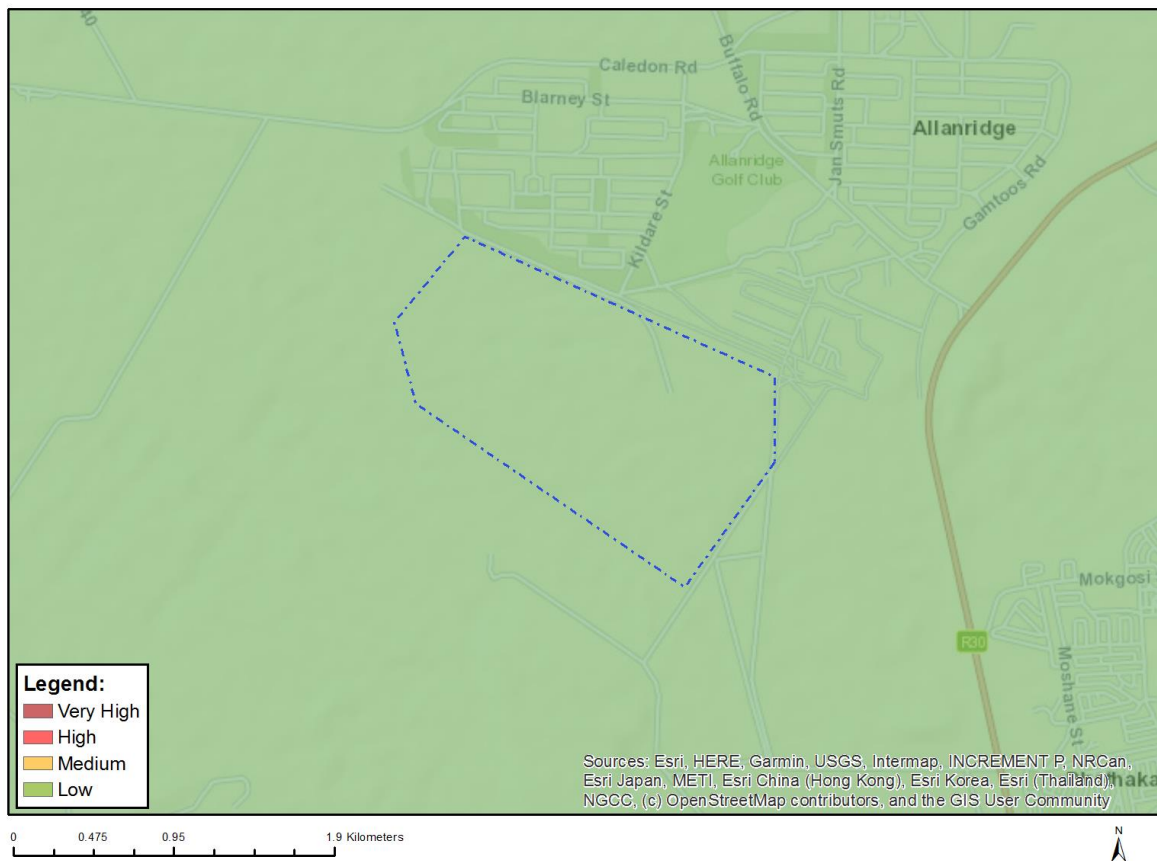 40
Caledon Rd
Blarney St
Buffalo Rd
Jan Smuts Rd
Allanridge
Allanridge
Golf Club
Gamtoos Rd
Kildare St
Mokgosi
R30
Moshane St
Legend:
Very High
High
Medium
Low
Sources: Esri, HERE, Garmin, USGS, Intermap, INCREMENT P, NRCan,
Esri Japan, METI, Esri China (Hong Kong), Esri Korea, Esri (Thailand),
NGCC, (c) OpenStreetMap contributors, and the GIS User Community
0 0.475 0.95 1.9 Kilometers
N